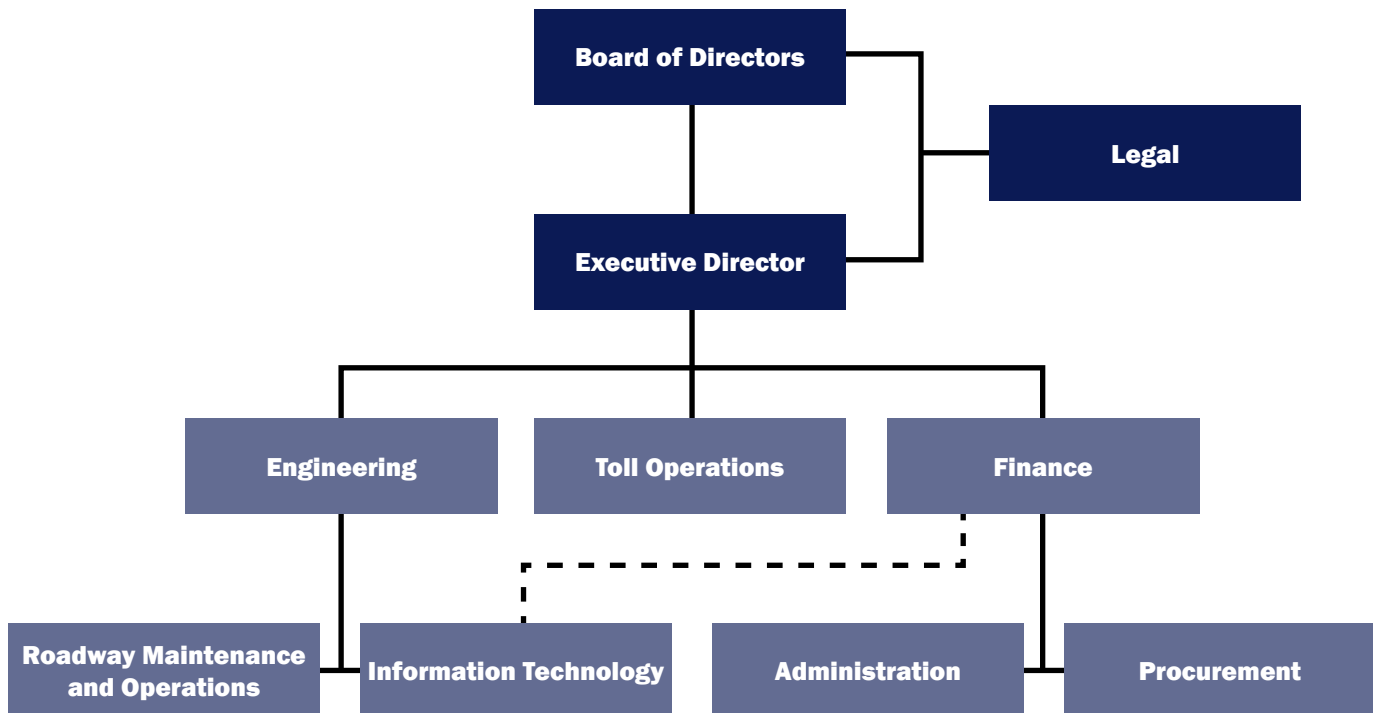 Board of Directors
Legal
Executive Director
Engineering
Toll Operations
Finance
Roadway Maintenance
and Operations
Information Technology
Administration
Procurement